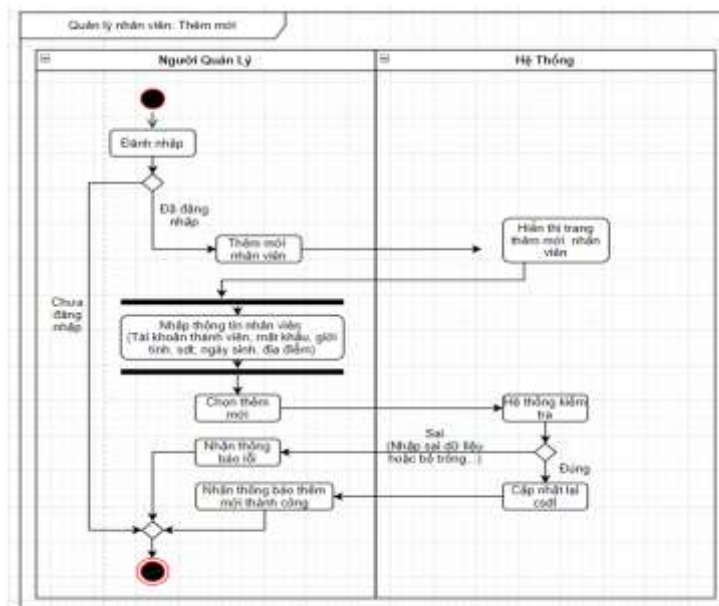 Quản lý nhân viên: Thêm mới
Người Quản Lý
Hệ Thống
Đănh nhập
Đã đăng
nhập
Thêm mới
nhân viên
Hiển thị trang
thêm mới nhân
viên
Chưa
đăng
nhập
Nhập thông tin nhân viên
(Tài khoản thành viên, mật khẩu, giới
tính, sdt, ngày sinh, địa điểm)
Chọn thêm
mới
Hệ thống kiểm
tra
Sai
(Nhập sai dữ liệu
hoặc bỏ trống...)
Nhận thông
báo lỗi
Đúng
Nhận thông báo thêm
mới thành công
Cập nhật lại
csdl